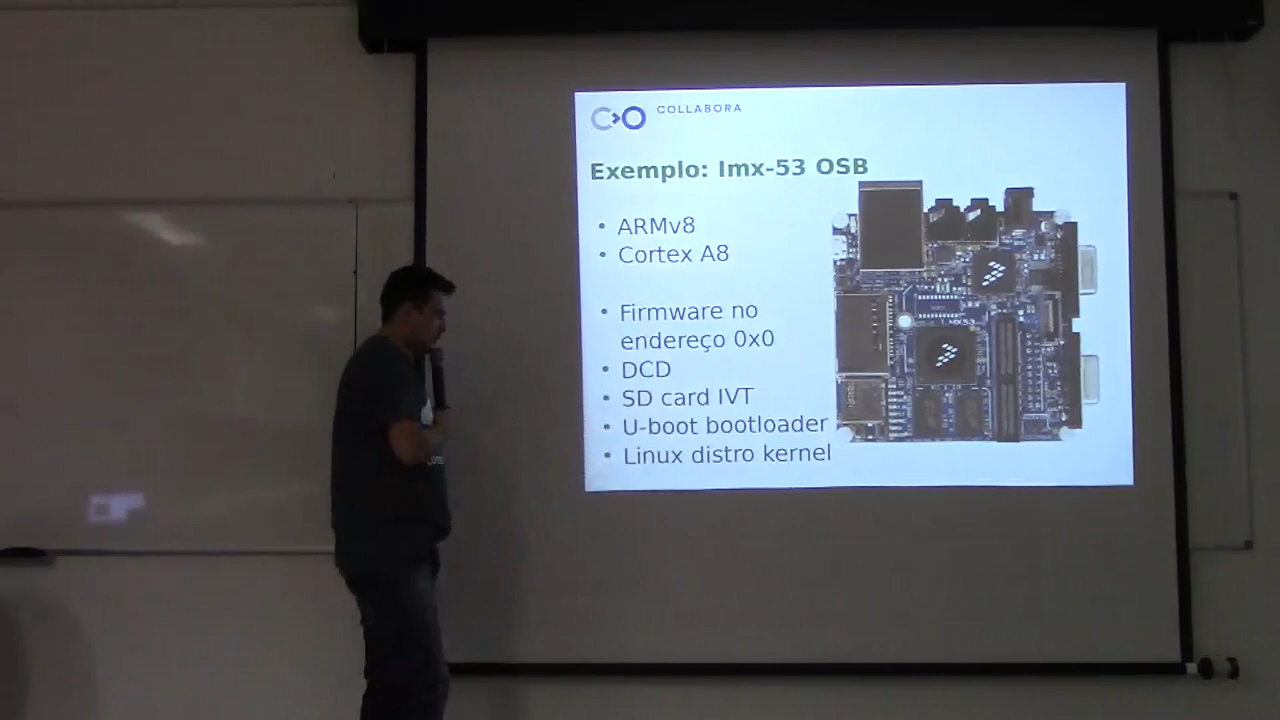 COLLABORA
Exemplo: Imx-53 OSB
• ARMv8
• Cortex A8
• Firmware no
endereço 0x0
• DCD
• SD card IVT
• U-boot bootloader
• Linux distro kernel